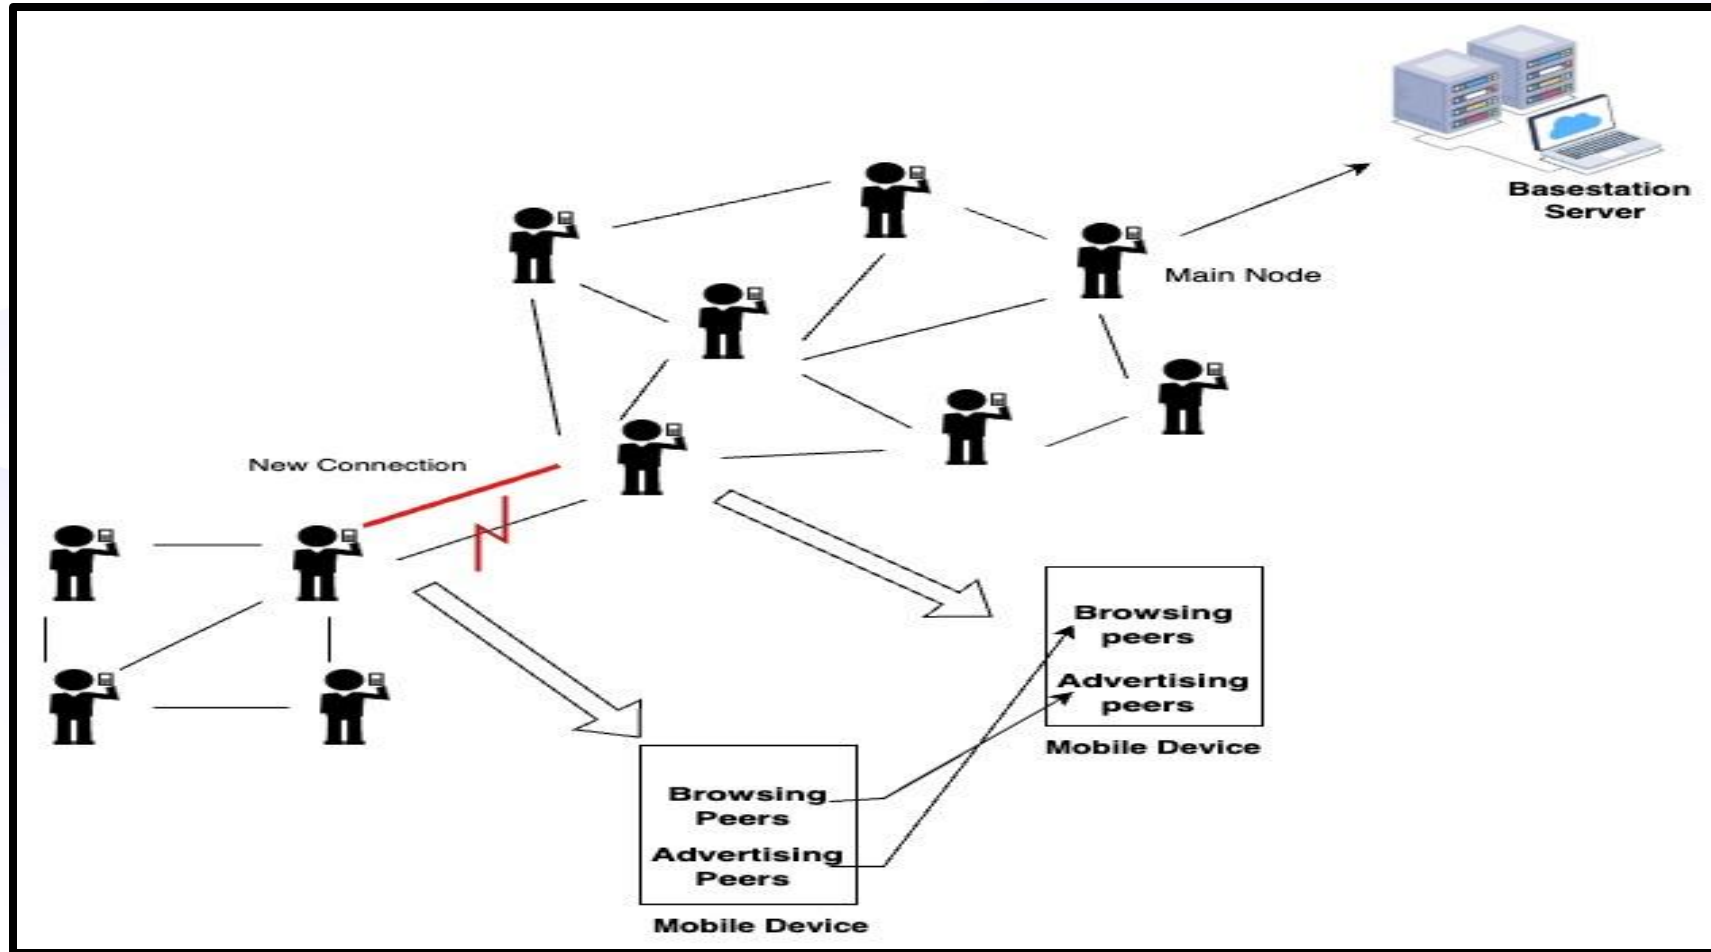 Basestation
Server
Main Node
New Connection
Browsing
peers
Advertising
peers
Mobile Device
Browsing
Peers
Advertising
Peers
Mobile Device